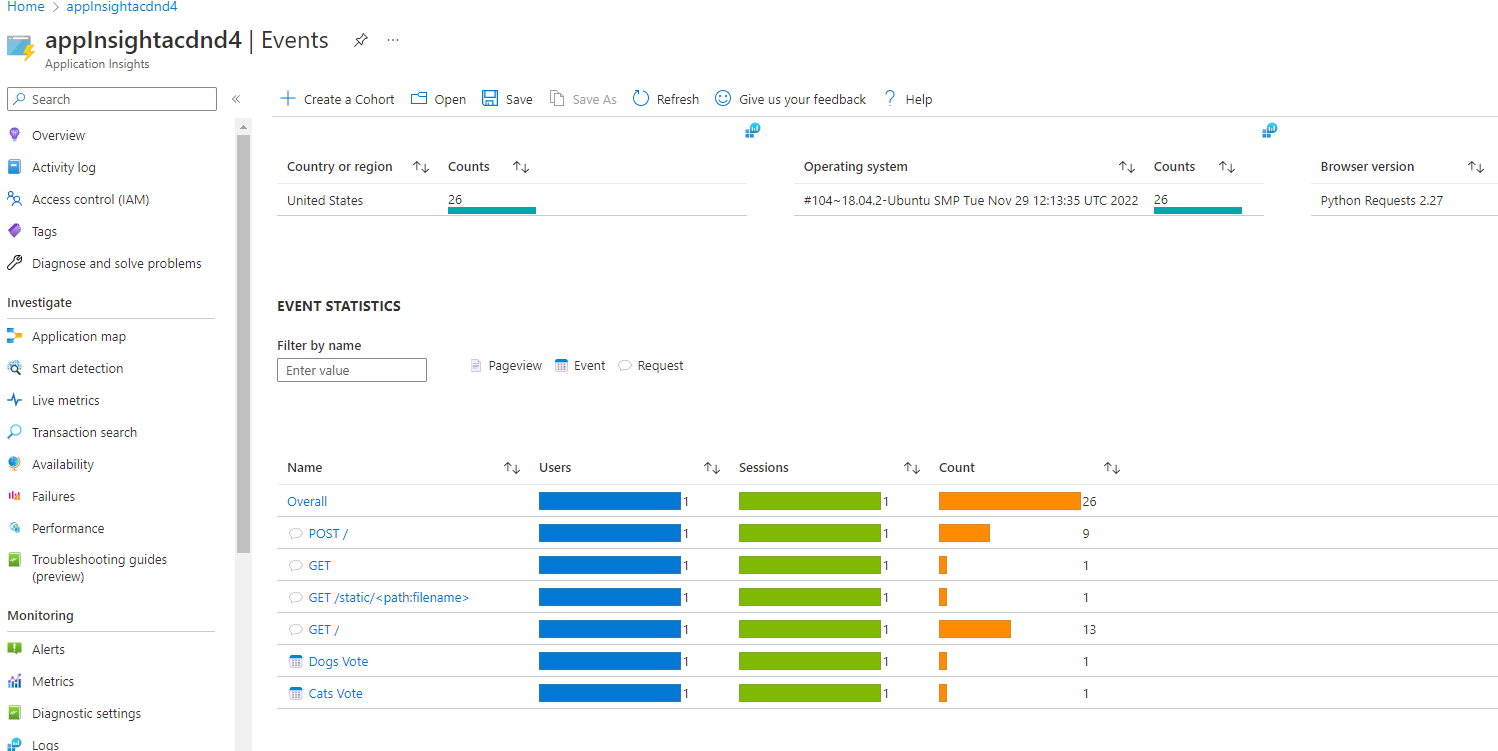 Home > appInsightacdnd4
appInsightacdnd4 | Events
Application Insights
Search
«
Overview
Activity log
Access control (IAM)
Tags
Diagnose and solve problems
Investigate
Application map
Smart detection
Live metrics
Transaction search
Availability
Failures
Performance
Troubleshooting guides
(preview)
Monitoring
Alerts
Metrics
Diagnostic settings
Logs
Create a Cohort Open Save Save As Refresh Give us your feedback ? Help
Country or region ↑↓ Counts ↑↓
United States 26
Operating system ↑↓ Counts ↑↓
#104~18.04.2-Ubuntu SMP Tue Nov 29 12:13:35 UTC 2022 26
Browser version ↑↓
Python Requests 2.27
EVENT STATISTICS
Filter by name
Enter value
Pageview Event Request
Name ↑↓ Users ↑↓ Sessions ↑↓ Count ↑↓
Overall 1 1 26
POST / 1 1 9
GET 1 1 1
GET /static/<path:filename> 1 1 1
GET / 1 1 13
Dogs Vote 1 1 1
Cats Vote 1 1 1